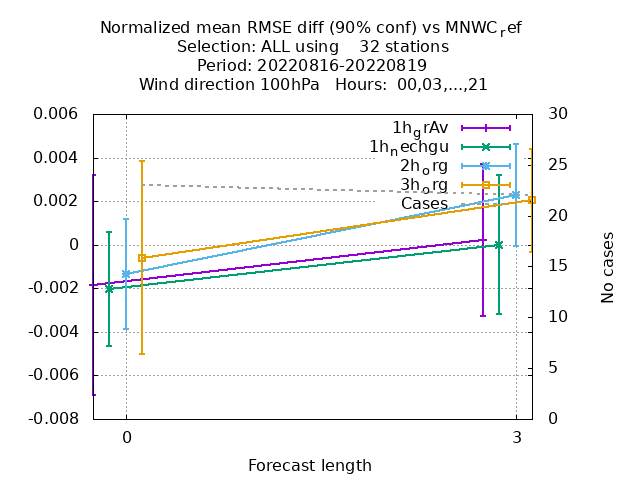 Normalized mean RMSE diff (90% conf) vs MNWC_ref
Selection: ALL using    32 stations
Period: 20220816-20220819
Wind direction 100hPa   Hours:  00,03,...,21
0.006
0.004
0.002
0
-0.002
-0.004
-0.006
-0.008
30
25
20
15
10
5
0
1h_grAv
1h_nechgu
2h_org
3h_org
Cases
No cases
0
3
Forecast length